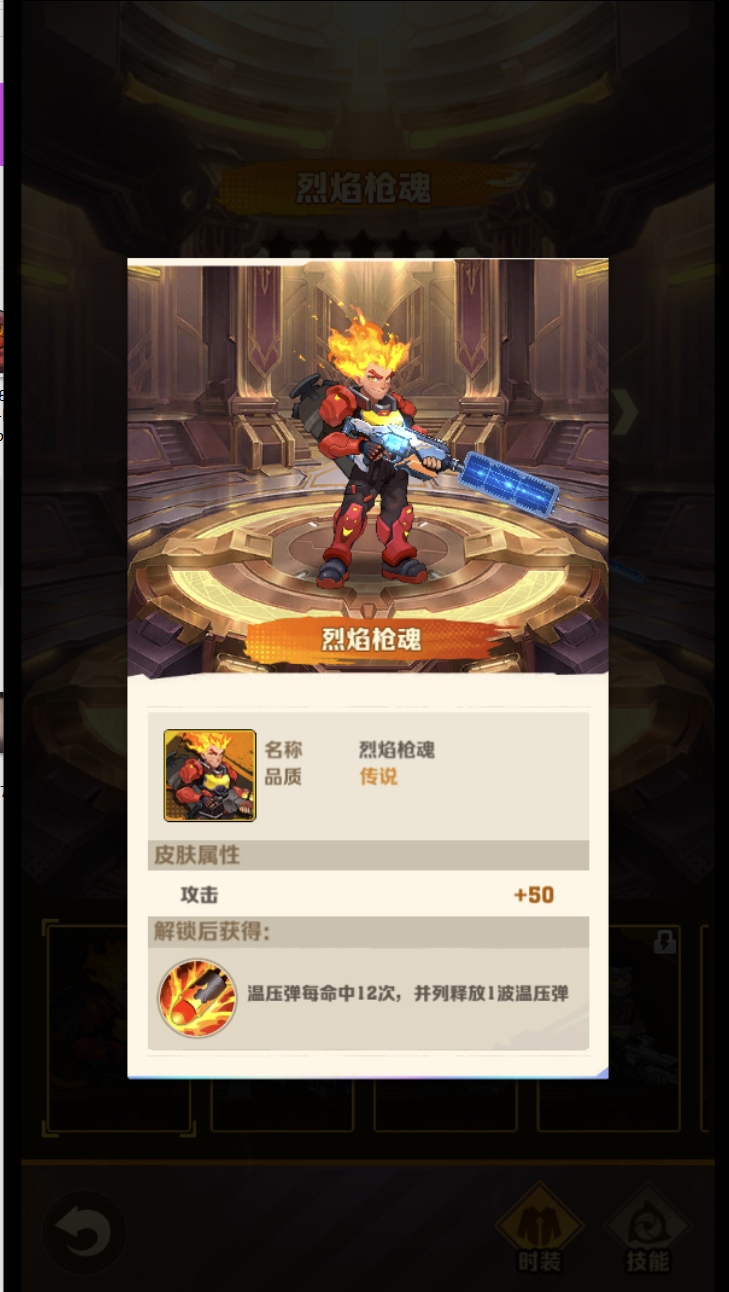 烈焰枪魂
烈焰枪魂
名称 烈焰枪魂
品质 传说
皮肤属性
攻击 +50
解锁后获得:
温压弹每命中12次，并列释放1波温压弹
时装 技能